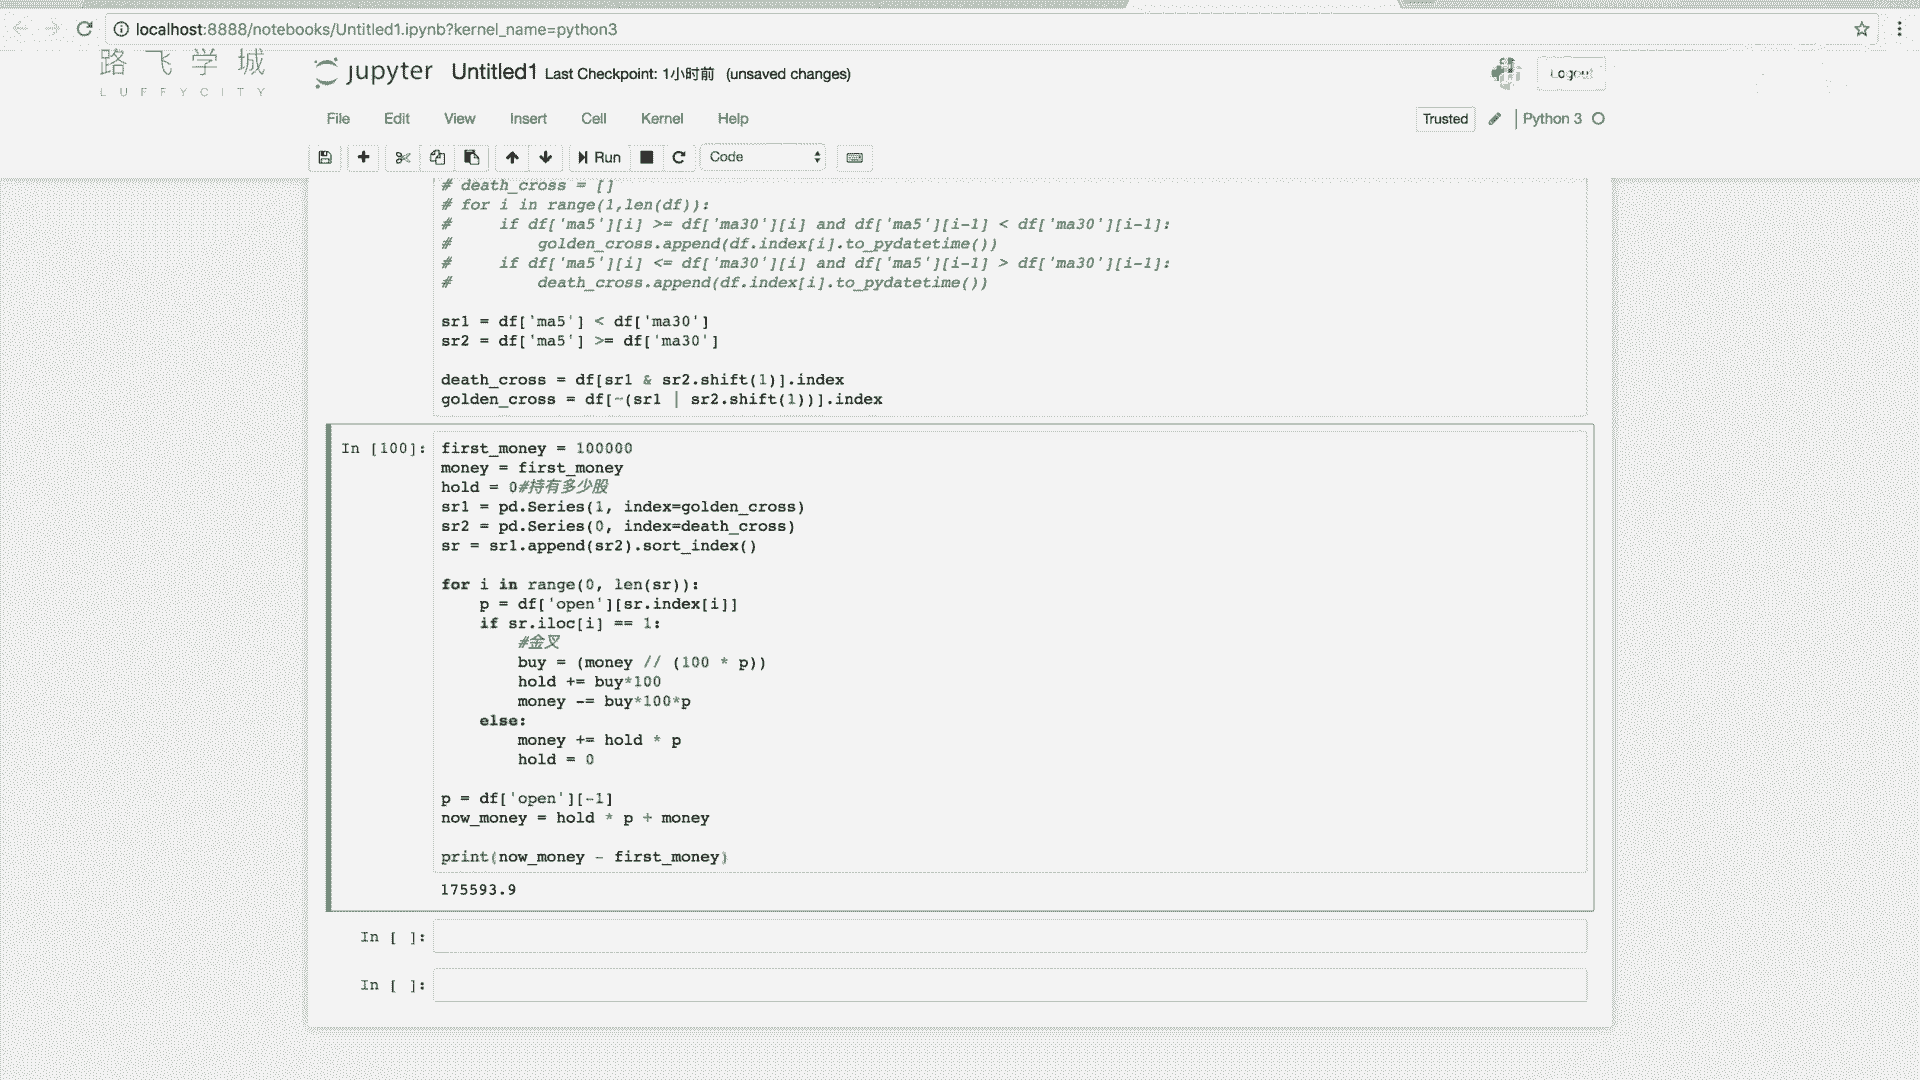 localhost:8888/notebooks/Untitled1.ipynb?kernel_name=python3
路飞学城
LUFFYCITY
jupyter Untitled1 Last Checkpoint: 1小时前 (unsaved changes)
Logout
File Edit View Insert Cell Kernel Help
Trusted Python 3
Run Code
# death_cross = []
# for i in range(1,len(df)):
#     if df['ma5'][i] >= df['ma30'][i] and df['ma5'][i-1] < df['ma30'][i-1]:
#         golden_cross.append(df.index[i].to_pydatetime())
#     if df['ma5'][i] <= df['ma30'][i] and df['ma5'][i-1] > df['ma30'][i-1]:
#         death_cross.append(df.index[i].to_pydatetime())
sr1 = df['ma5'] < df['ma30']
sr2 = df['ma5'] >= df['ma30']
death_cross = df[sr1 & sr2.shift(1)].index
golden_cross = df[~(sr1 | sr2.shift(1))].index
In [100]:
first_money = 100000
money = first_money
hold = 0#持有多少股
sr1 = pd.Series(1, index=golden_cross)
sr2 = pd.Series(0, index=death_cross)
sr = sr1.append(sr2).sort_index()
for i in range(0, len(sr)):
    p = df['open'][sr.index[i]]
    if sr.iloc[i] == 1:
        #金叉
        buy = (money // (100 * p))
        hold += buy*100
        money -= buy*100*p
    else:
        money += hold * p
        hold = 0
p = df['open'][-1]
now_money = hold * p + money
print(now_money - first_money)
175593.9
In [ ]:
In [ ]: